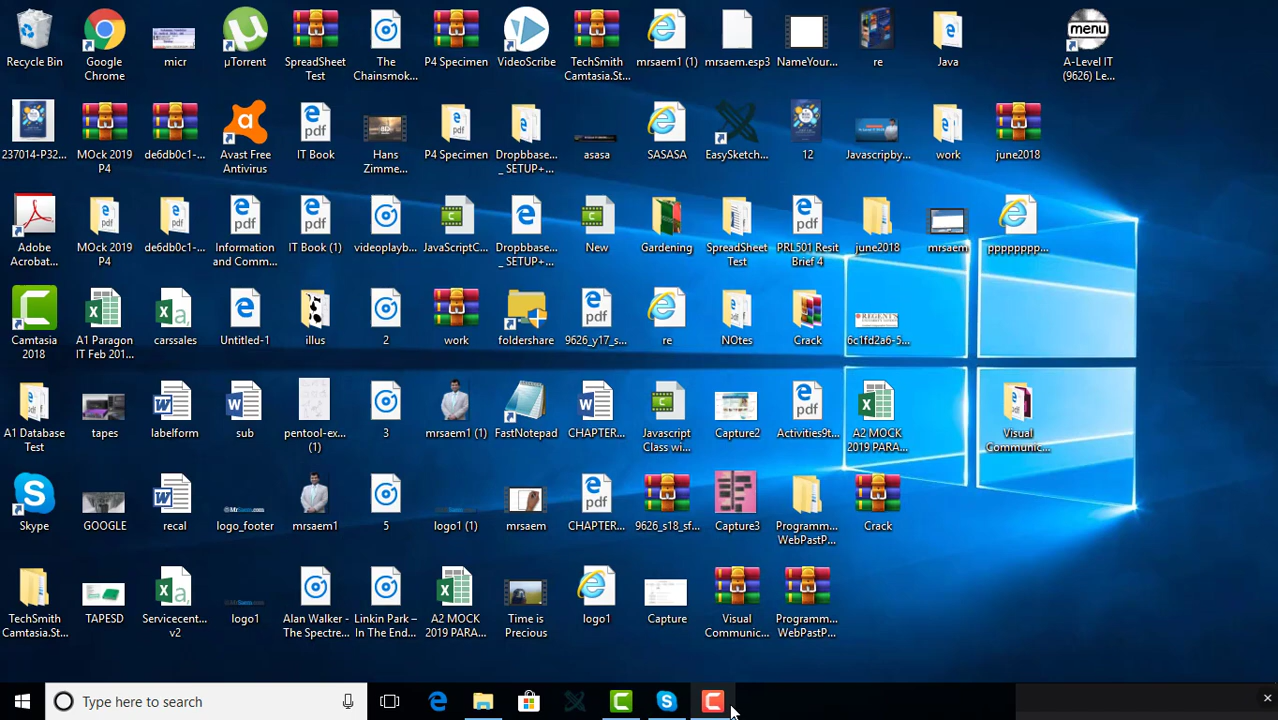 Recycle Bin
Google Chrome
micr
µTorrent
SpreadSheet Test
The Chainsmok...
P4 Specimen
VideoScribe
TechSmith Camtasia.St...
mrsaem1 (1)
mrsaem.esp3
NameYour...
re
Java
menu
A-Level IT (9626) Le...
237014-P32...
MOck 2019 P4
de6db0c1-...
Avast Free Antivirus
IT Book
Hans Zimme...
P4 Specimen
Dropbbase... _ SETUP+...
asasa
SASASA
EasySketch...
12
Javascripby...
work
june2018
Adobe Acrobat...
MOck 2019 P4
de6db0c1-...
Information and Comm...
IT Book (1)
videoplayb...
JavaScriptC...
Dropbbase... _ SETUP+...
New
Gardening
SpreadSheet Test
PRL501 Resit Brief 4
june2018
mrsaem
pppppppp...
Camtasia 2018
A1 Paragon IT Feb 201...
carssales
Untitled-1
illus
2
work
foldershare
9626_y17_s...
re
NOtes
Crack
6c1fd2a6-5...
A1 Database Test
tapes
labelform
sub
pentool-ex... (1)
3
mrsaem1 (1)
FastNotepad
CHAPTER...
Javascript Class wi...
Capture2
Activities9t...
A2 MOCK 2019 PARA...
Visual Communic...
Skype
GOOGLE
recal
logo_footer
mrsaem1
5
logo1 (1)
mrsaem
CHAPTER...
9626_s18_sf...
Capture3
Programm... WebPastP...
Crack
TechSmith Camtasia.St...
TAPESD
Servicecent... v2
logo1
Alan Walker - The Spectre...
Linkin Park – In The End...
A2 MOCK 2019 PARA...
Time is Precious
logo1
Capture
Visual Communic...
Programm... WebPastP...
Type here to search